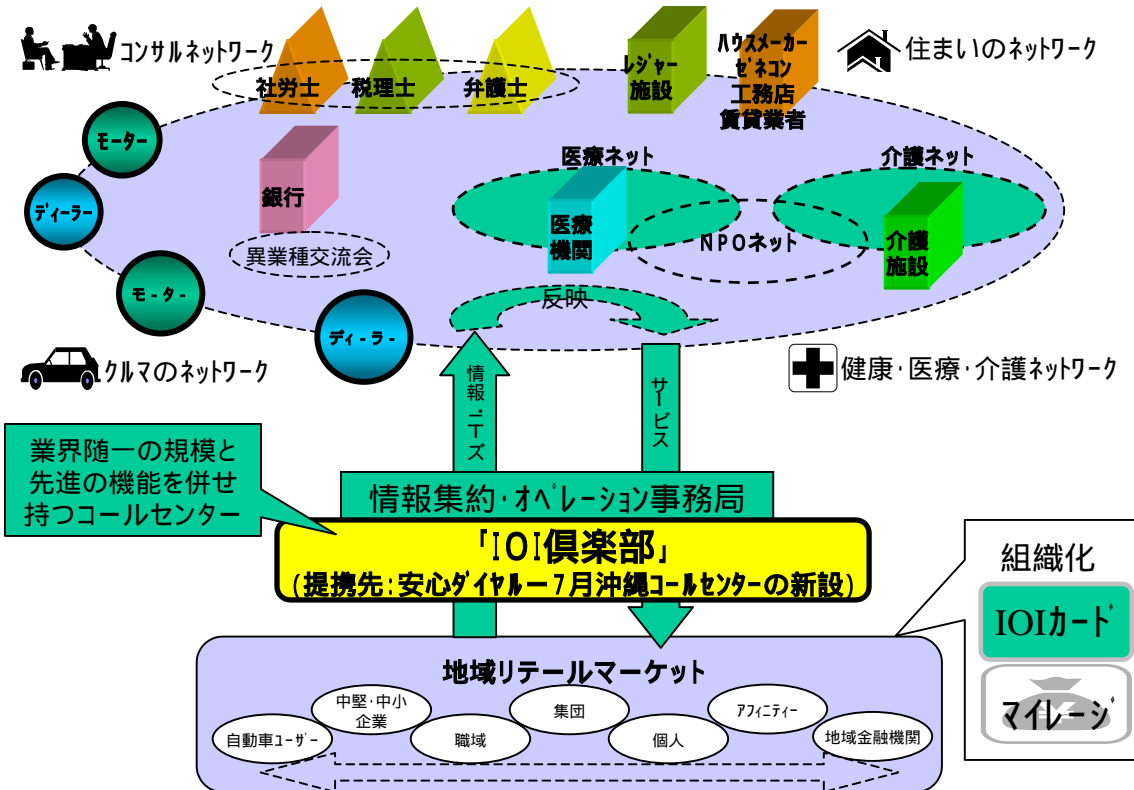 コンサルネットワーク
社労士
税理士
弁護士
レジャー
施設
ハウスメーカー
ゼネコン
工務店
賃貸業者
住まいのネットワーク
モーター
ディーラー
モ-タ-
ディ-ラ-
銀行
異業種交流会
医療ネット
医療
機関
NPOネット
介護ネット
介護
施設
反映
クルマのネットワーク
健康・医療・介護ネットワーク
情報・ニーズ
サービス
業界随一の規模と
先進の機能を併せ
持つコールセンター
情報集約・オペレーション事務局
「IOI倶楽部」
(提携先:安心ダイヤルー7月沖縄コールセンターの新設)
組織化
IOIカード
マイレージ
地域リテールマーケット
自動車ユーザー
中堅・中小
企業
職域
集団
個人
アフィニティー
地域金融機関